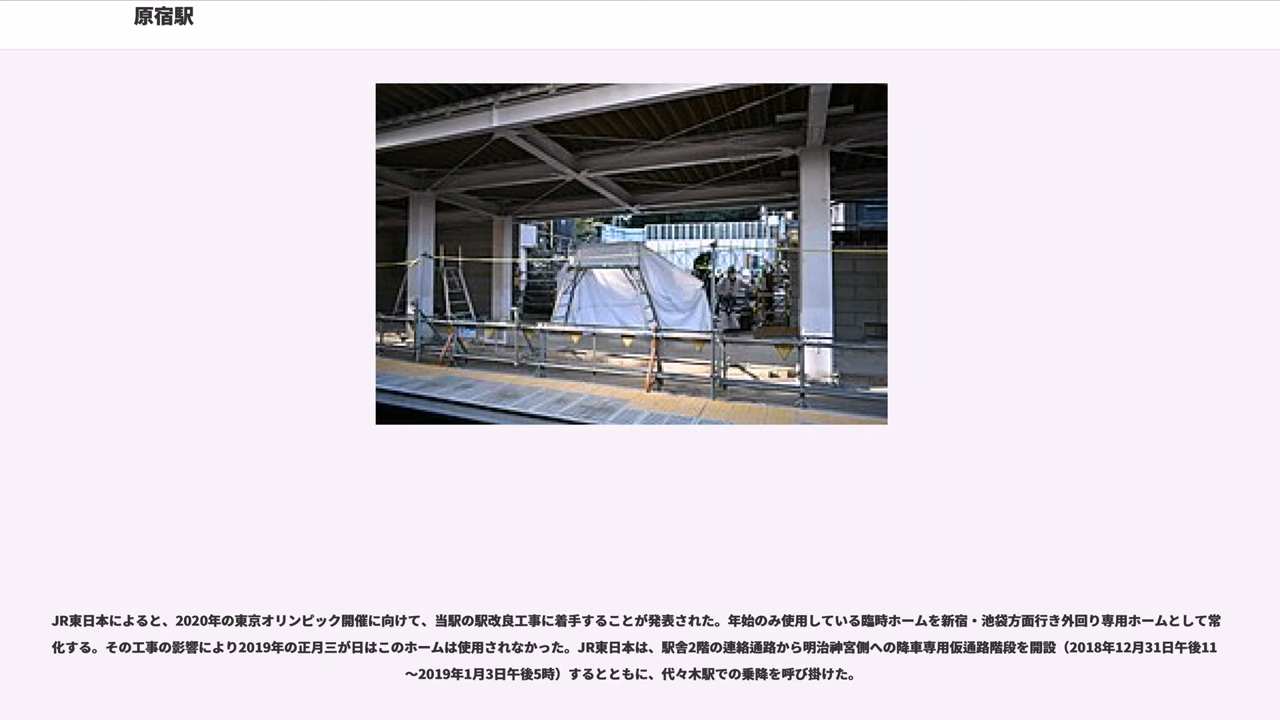 原宿駅
JR東日本によると、2020年の東京オリンピック開催に向けて、当駅の駅改良工事に着手することが発表された。年始のみ使用している臨時ホームを新宿・池袋方面行き外回り専用ホームとして常
化する。その工事の影響により2019年の正月三が日はこのホームは使用されなかった。JR東日本は、駅舎2階の連絡通路から明治神宮側への降車専用仮通路階段を開設（2018年12月31日午後11
〜2019年1月3日午後5時）するとともに、代々木駅での乗降を呼び掛けた。